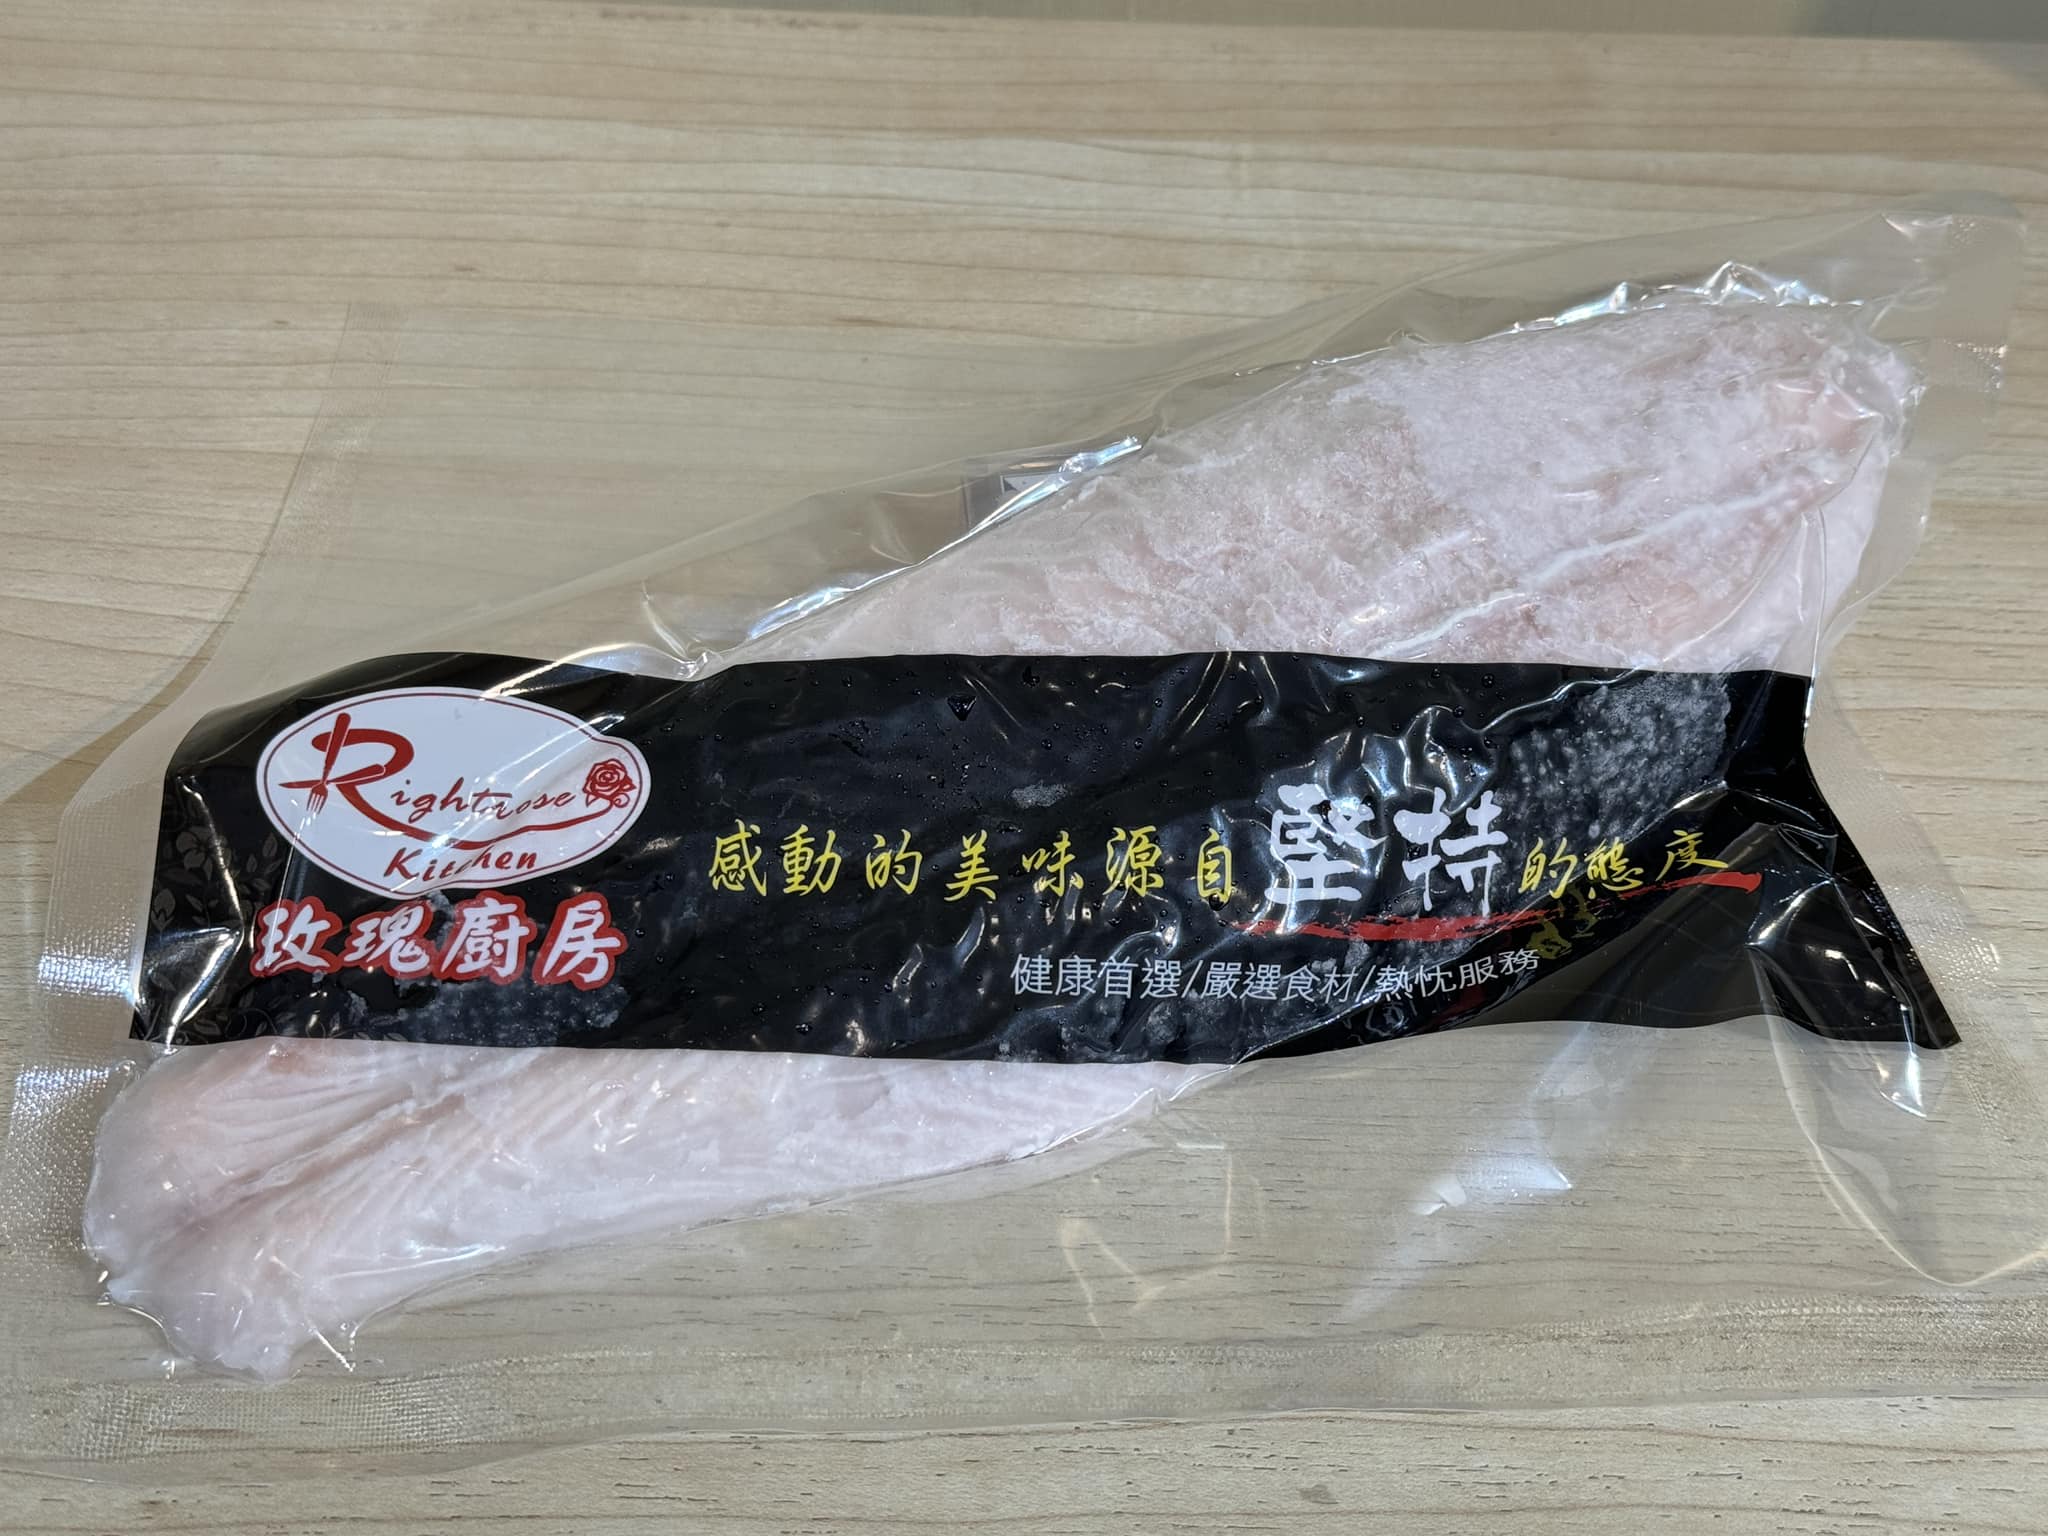 Rightrose
Kitchen
玫瑰廚房
感動的美味源自堅持的態度
健康首選/嚴選食材/熱忱服務